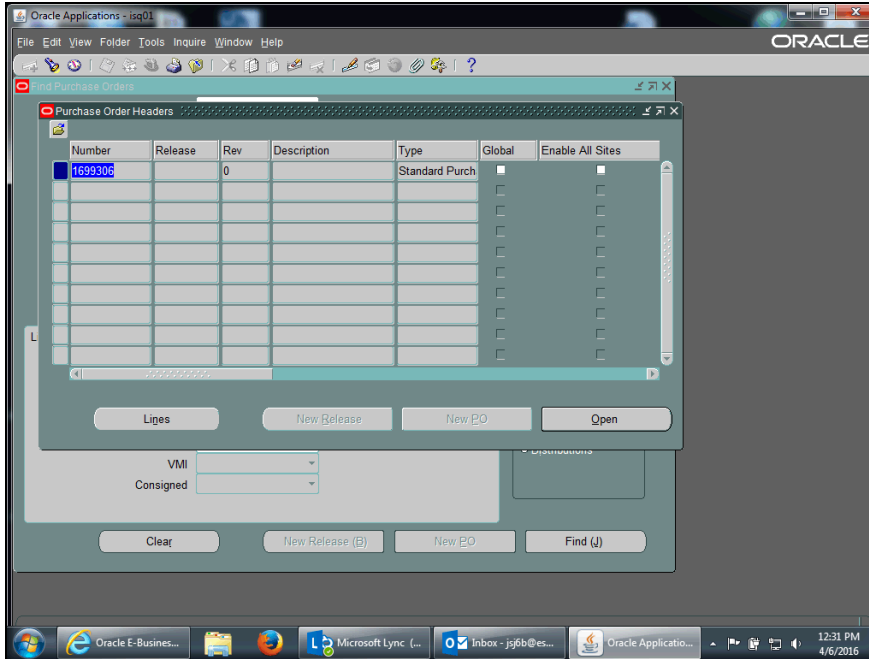 Oracle Applications - isq01
File Edit View Folder Tools Inquire Window Help
ORACLE
Find Purchase Orders
Purchase Order Headers
Number Release Rev Description Type Global Enable All Sites
1699306 0 Standard Purch
L
Lines New Release New PO Open
Distributions
VMI
Consigned
Clear New Release (B) New PO Find (J)
Oracle E-Busines... Microsoft Lync (... Inbox - jsj6b@es... Oracle Applicatio... 12:31 PM
4/6/2016